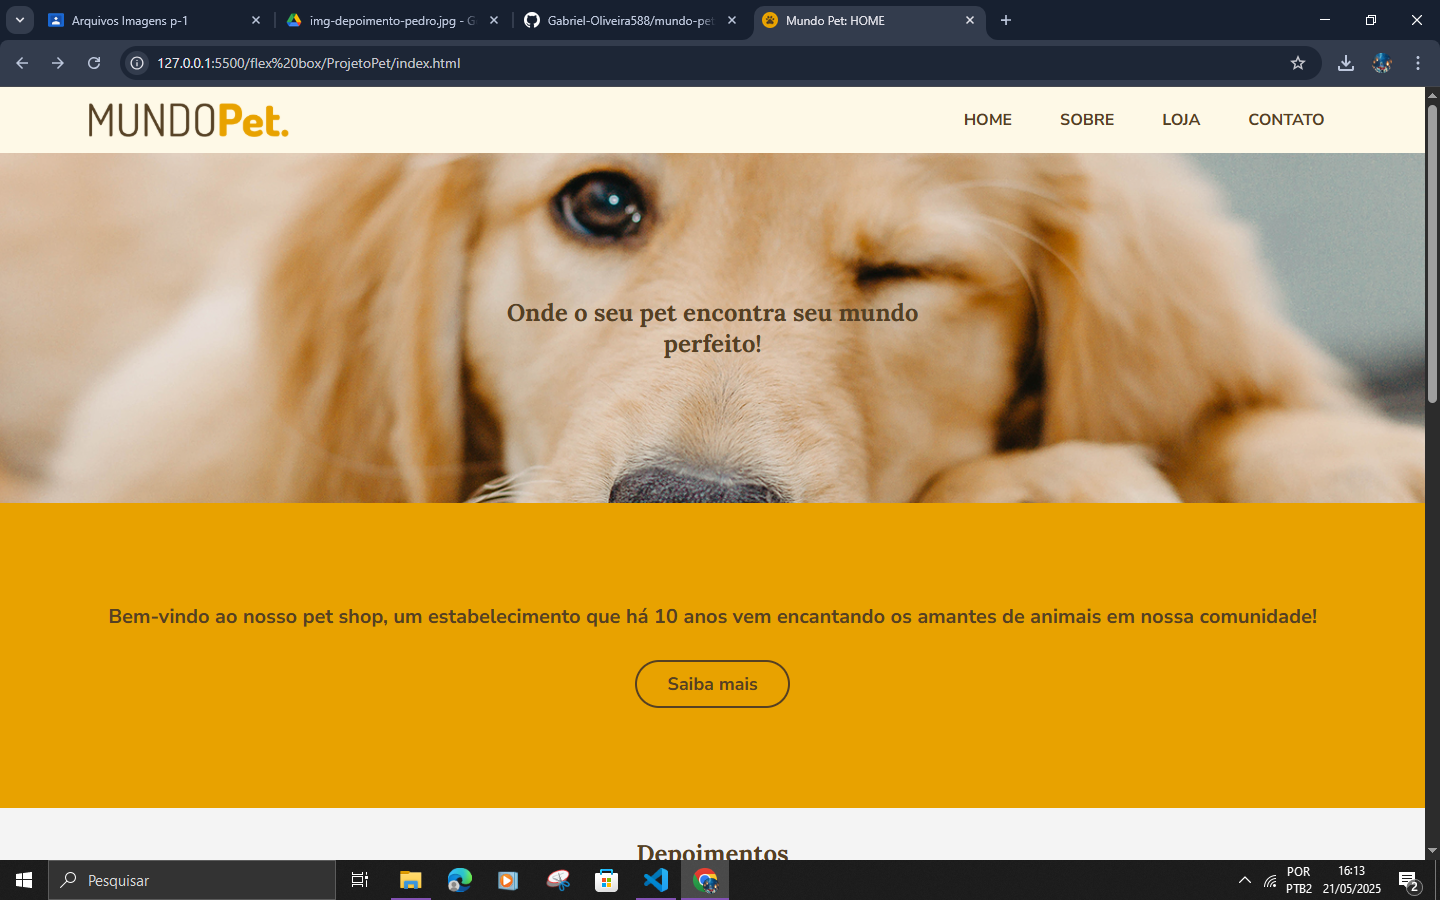 Arquivos Imagens p-1
img-depoimento-pedro.jpg - G
Gabriel-Oliveira588/mundo-pet
Mundo Pet: HOME
127.0.0.1:5500/flex%20box/ProjetoPet/index.html
MUNDOPet.
HOME SOBRE LOJA CONTATO
Onde o seu pet encontra seu mundo
perfeito!
Bem-vindo ao nosso pet shop, um estabelecimento que há 10 anos vem encantando os amantes de animais em nossa comunidade!
Saiba mais
Depoimentos
Pesquisar
POR
PTB2
16:13
21/05/2025
2